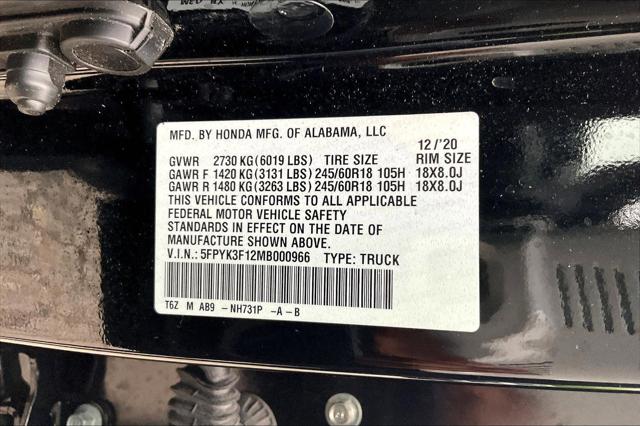 MFD. BY HONDA MFG. OF ALABAMA, LLC
12/'20
GVWR 2730 KG (6019 LBS) TIRE SIZE RIM SIZE
GAWR F 1420 KG (3131 LBS) 245/60R18 105H 18X8.0J
GAWR R 1480 KG (3263 LBS) 245/60R18 105H 18X8.0J
THIS VEHICLE CONFORMS TO ALL APPLICABLE
FEDERAL MOTOR VEHICLE SAFETY
STANDARDS IN EFFECT ON THE DATE OF
MANUFACTURE SHOWN ABOVE.
V.I.N.: 5FPYK3F12MB000966 TYPE: TRUCK
T6Z M AB9 - NH731P - A - B